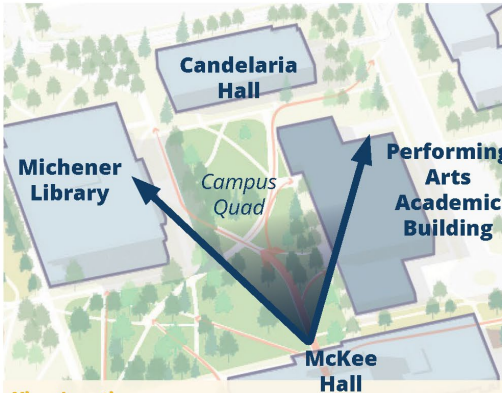 Candelaria
Hall
Michener
Library
Campus
Quad
Performing
Arts
Academic
Building
McKee
Hall